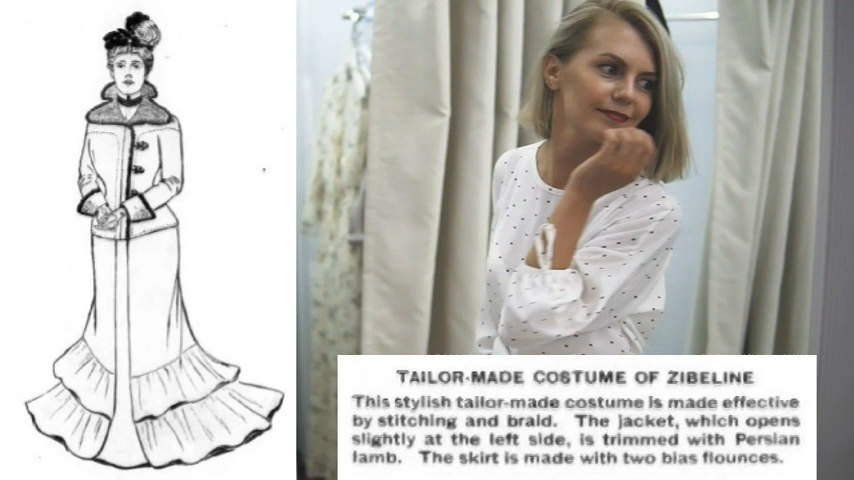 TAILOR-MADE COSTUME OF ZIBELINE
This stylish tailor-made costume is made effective
by stitching and braid. The jacket, which opens
slightly at the left side, is trimmed with Persian
lamb. The skirt is made with two bias flounces.